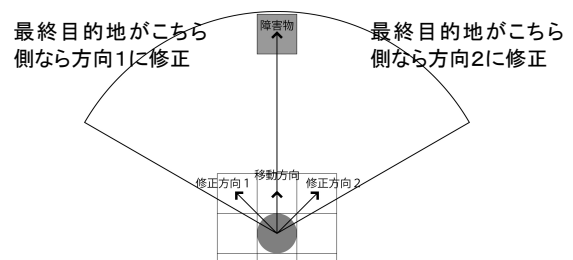 障害物
最終目的地がこちら
側なら方向1に修正
最終目的地がこちら
側なら方向2に修正
移動方向
修正方向1
修正方向2